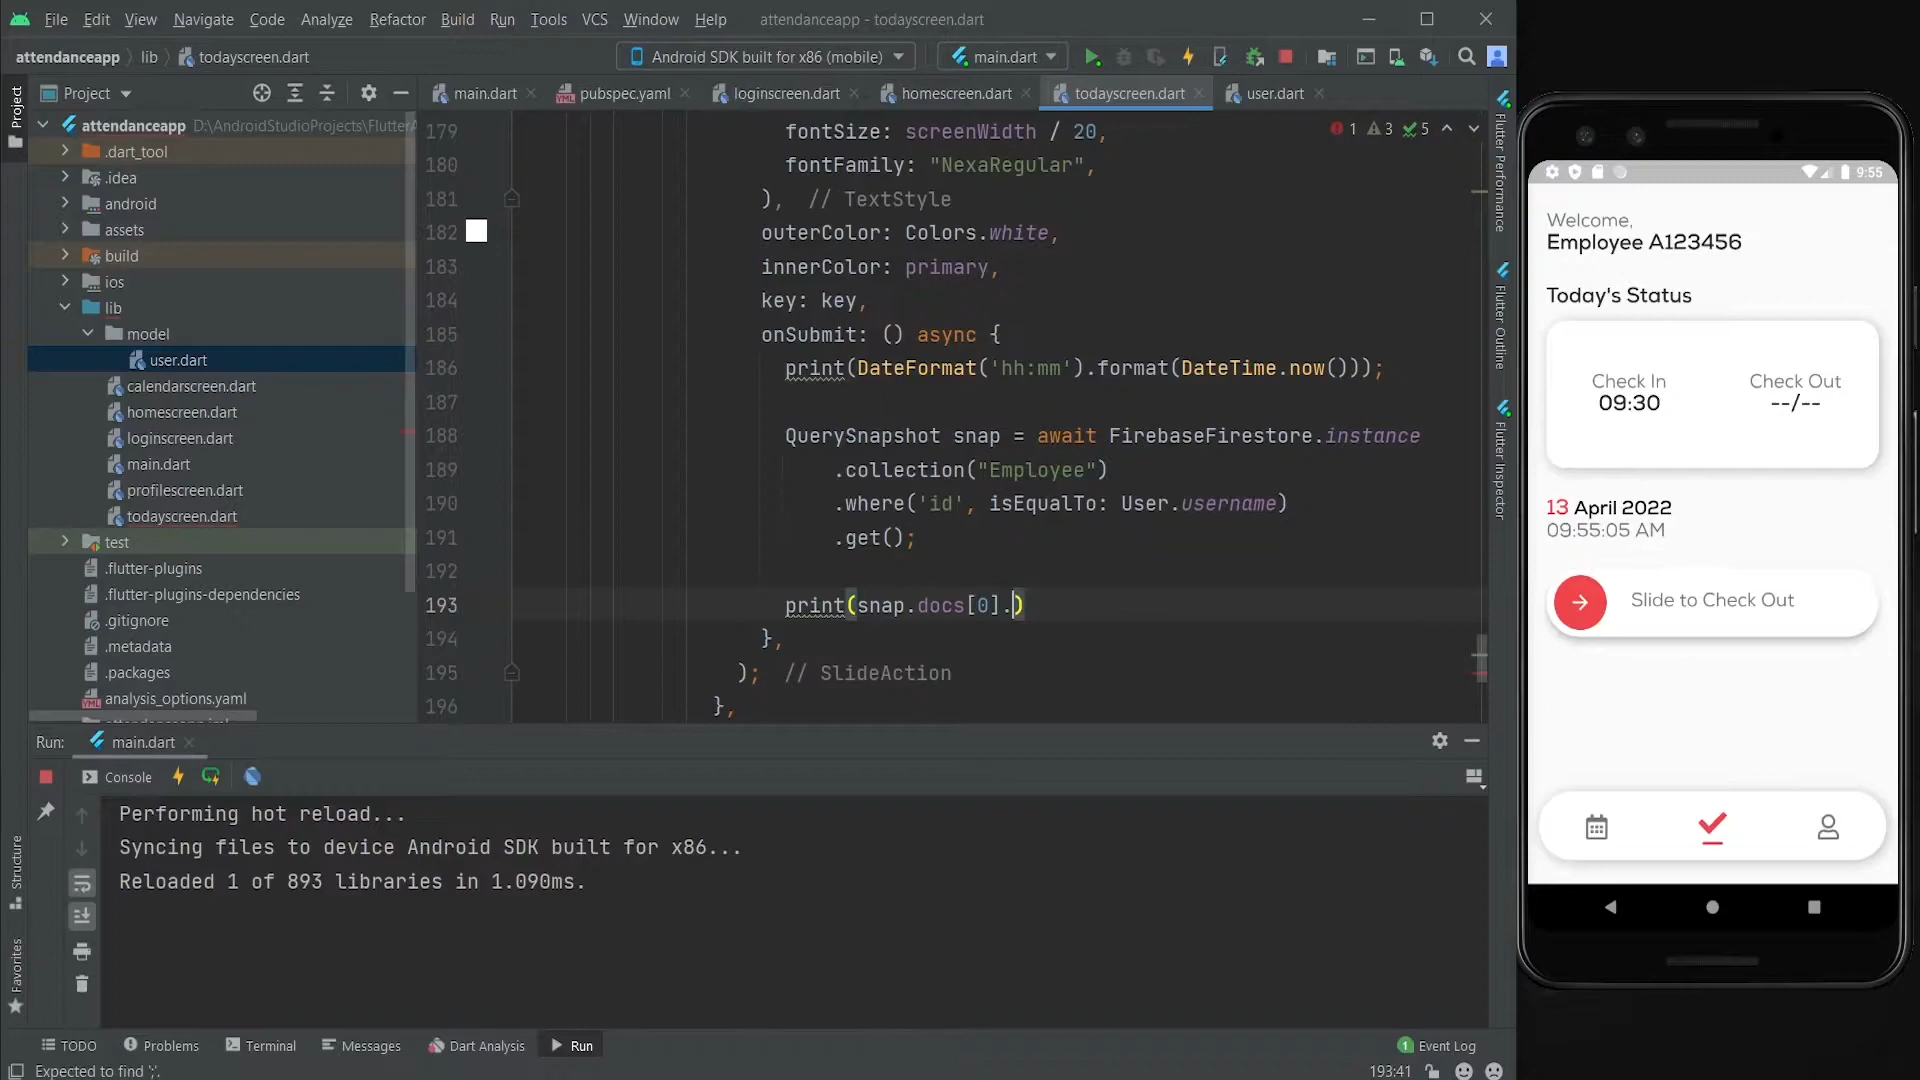 File Edit View Navigate Code Analyze Refactor Build Run Tools VCS Window Help attendanceapp - todayscreen.dart
attendanceapp lib todayscreen.dart Android SDK built for x86 (mobile) main.dart
Project
Project main.dart pubspec.yaml loginscreen.dart homescreen.dart todayscreen.dart user.dart
attendanceapp D:\AndroidStudioProjects\FlutterA
.dart_tool
.idea
android
assets
build
ios
lib
model
user.dart
calendarscreen.dart
homescreen.dart
loginscreen.dart
main.dart
profilescreen.dart
todayscreen.dart
test
.flutter-plugins
.flutter-plugins-dependencies
.gitignore
.metadata
.packages
analysis_options.yaml
1 3 5
179 fontSize: screenWidth / 20,
180 fontFamily: "NexaRegular",
181 ), // TextStyle
182 outerColor: Colors.white,
183 innerColor: primary,
184 key: key,
185 onSubmit: () async {
186 print(DateFormat('hh:mm').format(DateTime.now()));
187
188 QuerySnapshot snap = await FirebaseFirestore.instance
189 .collection("Employee")
190 .where('id', isEqualTo: User.username)
191 .get();
192
193 print(snap.docs[0].)
194 },
195 ); // SlideAction
196 },
Flutter Performance
Flutter Outline
Flutter Inspector
Run: main.dart
Console
Performing hot reload...
Syncing files to device Android SDK built for x86...
Reloaded 1 of 893 libraries in 1.090ms.
Structure
Favorites
TODO Problems Terminal Messages Dart Analysis Run 1 Event Log
Expected to find ';'. 193:41
9:55
Welcome,
Employee A123456
Today's Status
Check In Check Out
09:30 --/--
13 April 2022
09:55:05 AM
Slide to Check Out